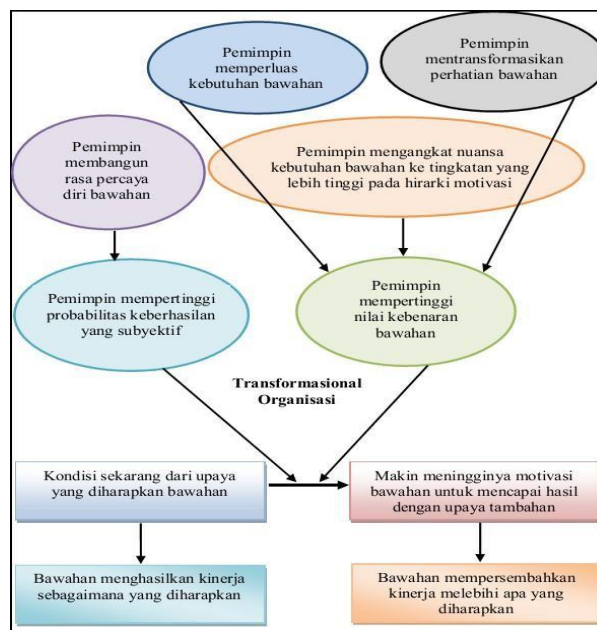 Pemimpin
memperluas
kebutuhan bawahan
Pemimpin
mentransformasikan
perhatian bawahan
Pemimpin
membangun
rasa percaya
diri bawahan
Pemimpin mengangkat nuansa
kebutuhan bawahan ke tingkatan yang
lebih tinggi pada hirarki motivasi
Pemimpin mempertinggi
probabilitas keberhasilan
yang subyektif
Pemimpin
mempertinggi
nilai kebenaran
bawahan
Transformasional
Organisasi
Kondisi sekarang dari upaya
yang diharapkan bawahan
Makin meningginya motivasi
bawahan untuk mencapai hasil
dengan upaya tambahan
Bawahan menghasilkan kinerja
sebagaimana yang diharapkan
Bawahan mempersembahkan
kinerja melebihi apa yang
diharapkan